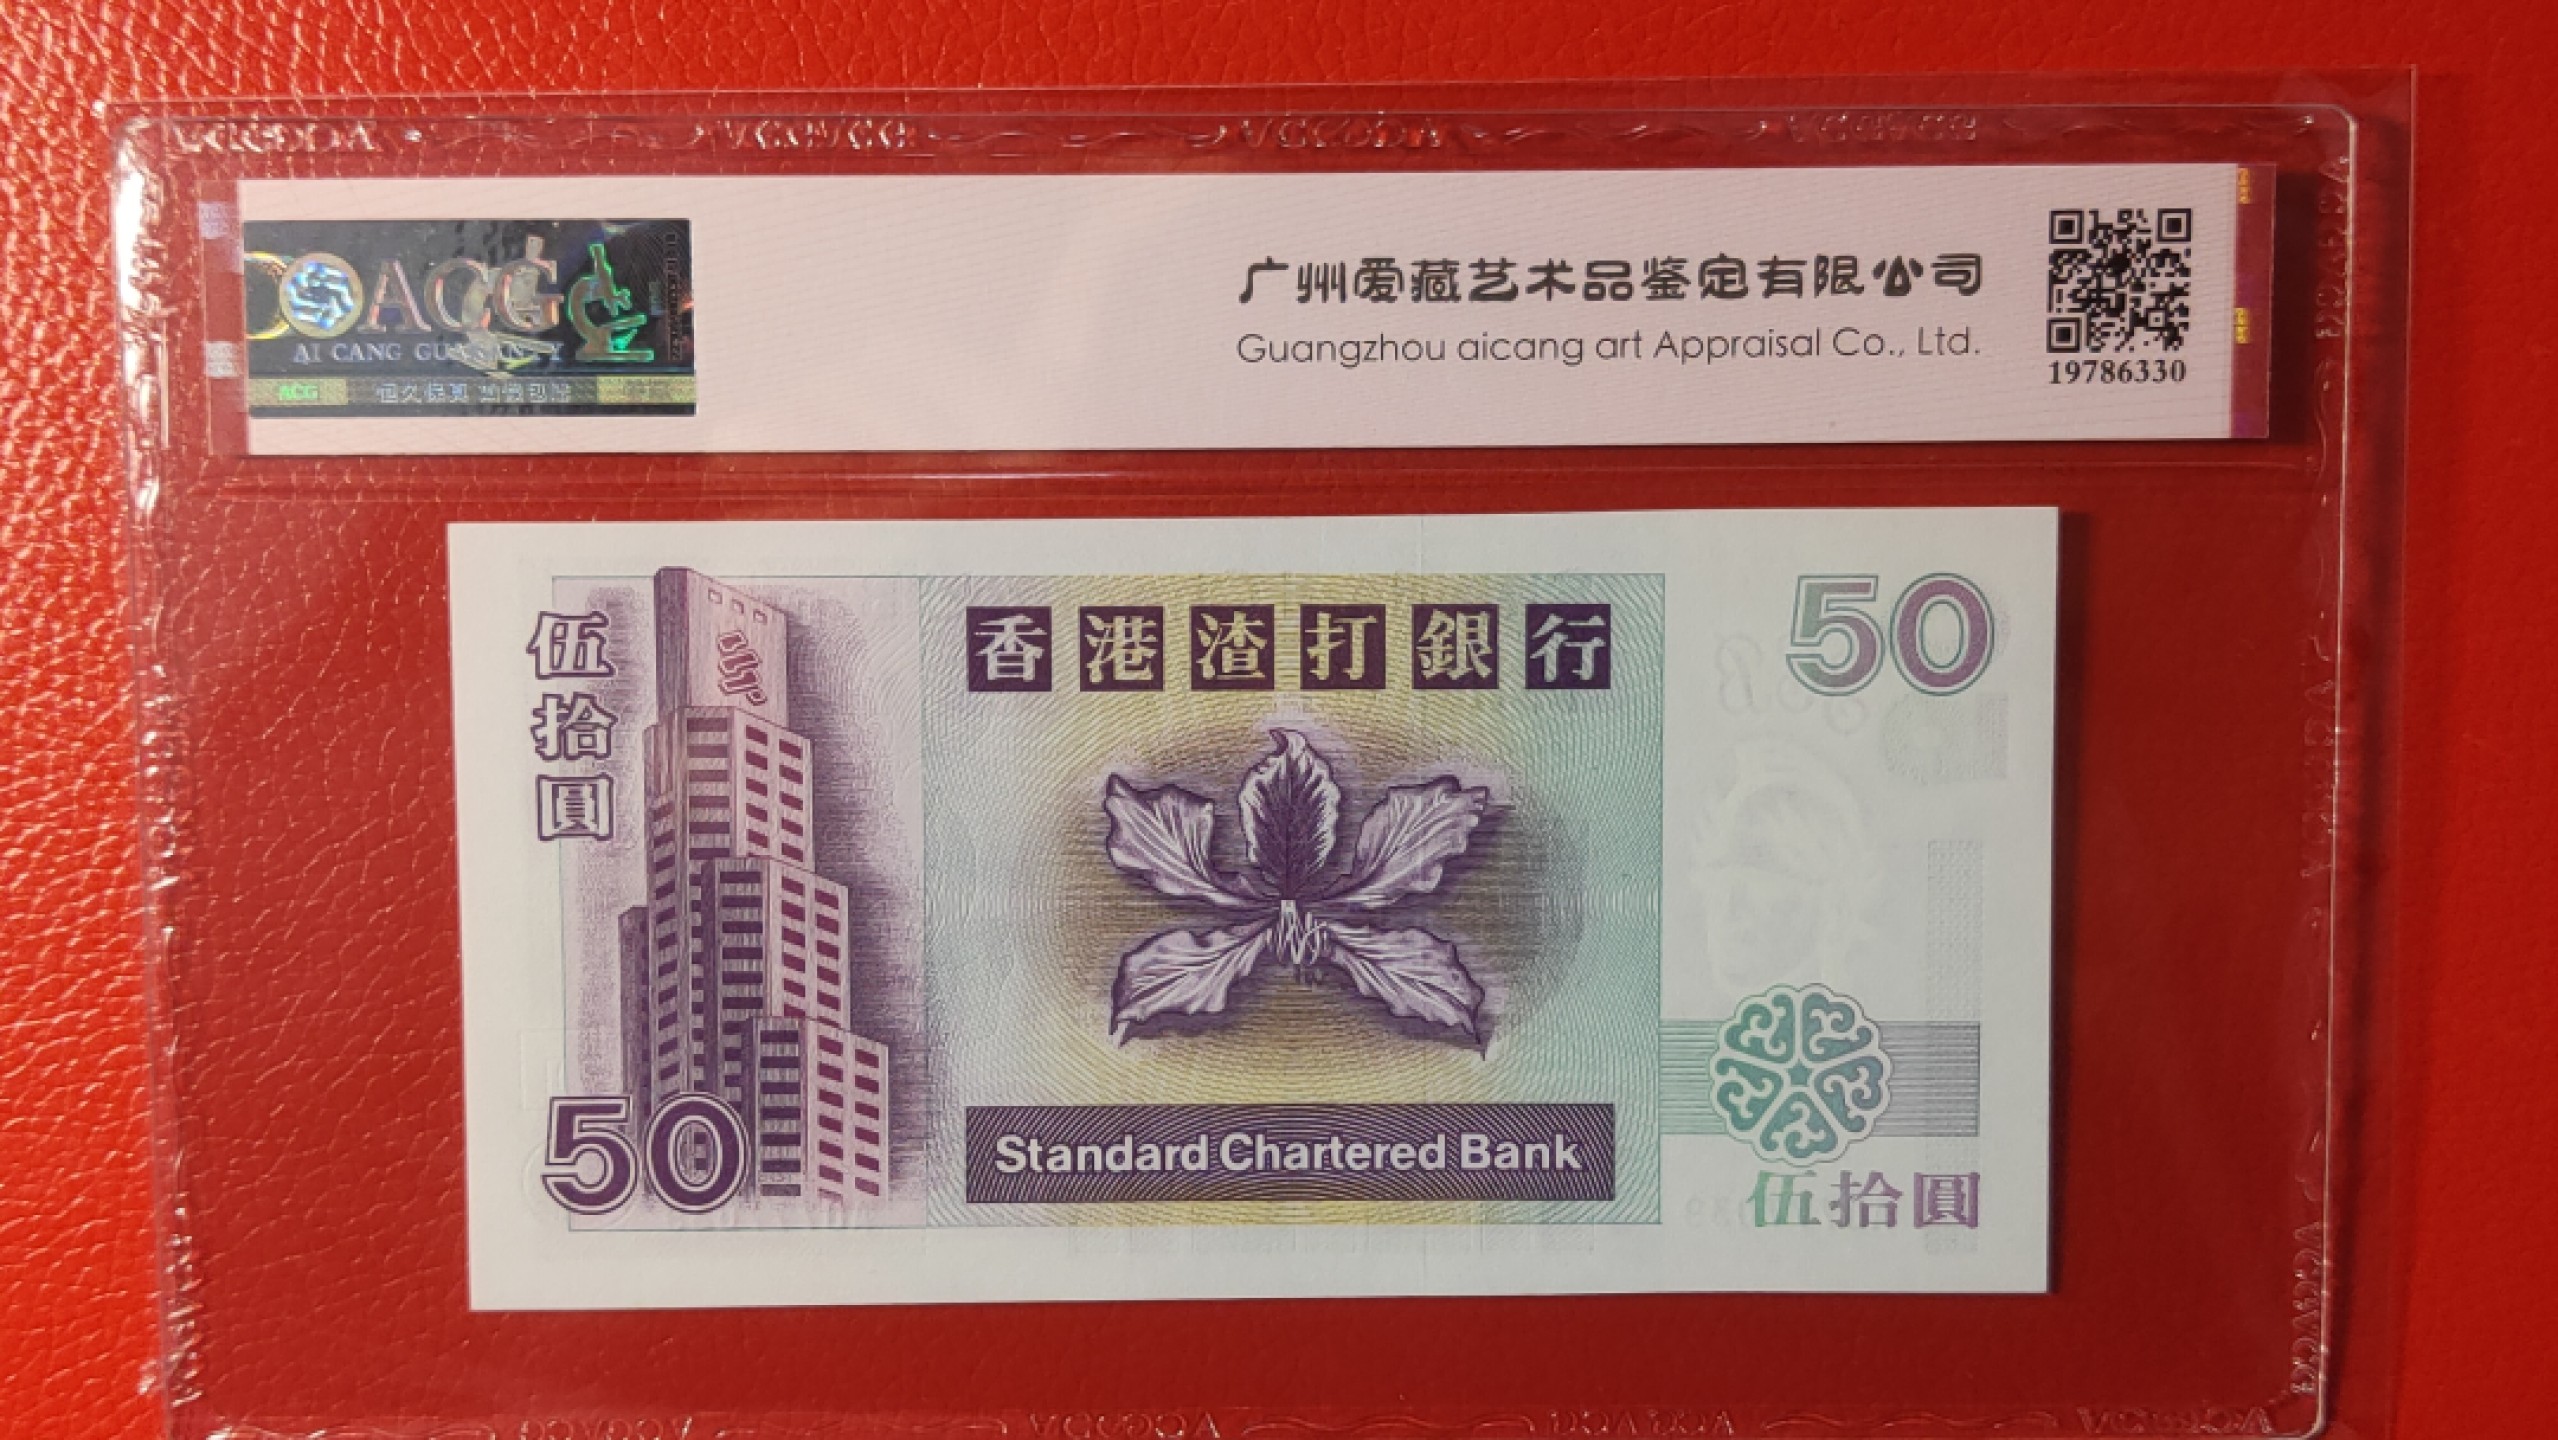 ACG
AI CANG GUARANTY
ACG
广州爱藏艺术品鉴定有限公司
Guangzhou aicang art Appraisal Co., Ltd.
19786330
伍拾圓
香港渣打銀行
50
50
Standard Chartered Bank
伍拾圓